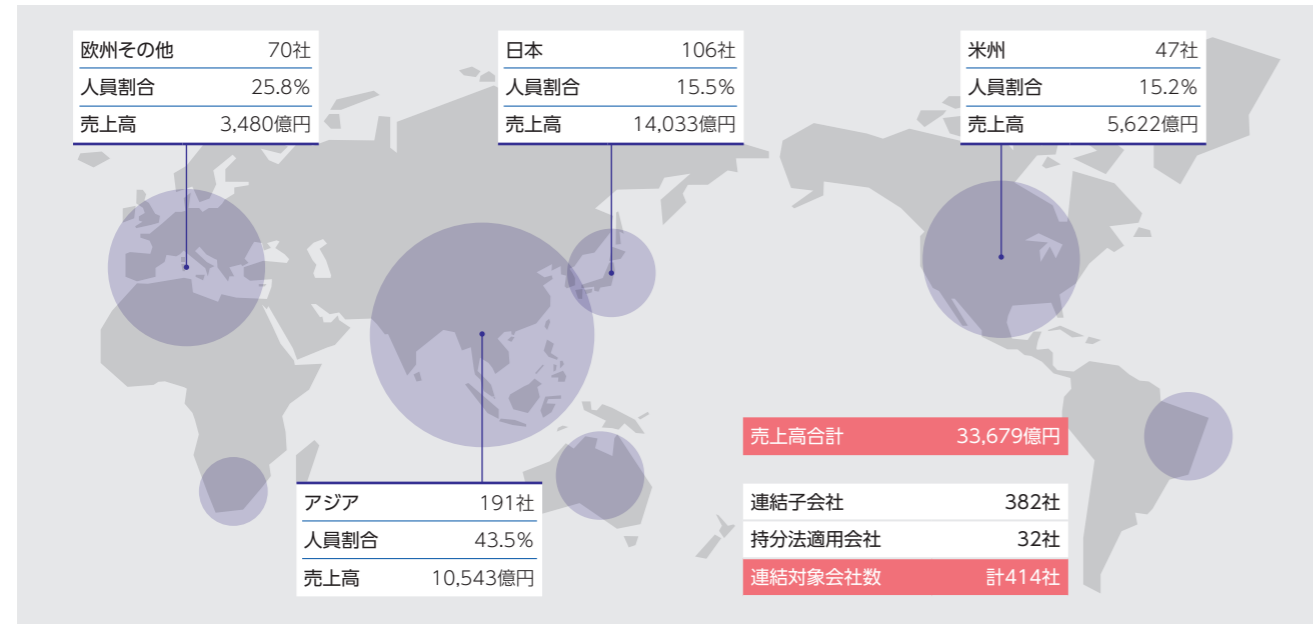 欧州その他 70社
人員割合 25.8%
売上高 3,480億円
日本 106社
人員割合 15.5%
売上高 14,033億円
米州 47社
人員割合 15.2%
売上高 5,622億円
アジア 191社
人員割合 43.5%
売上高 10,543億円
売上高合計 33,679億円
連結子会社 382社
持分法適用会社 32社
連結対象会社数 計414社